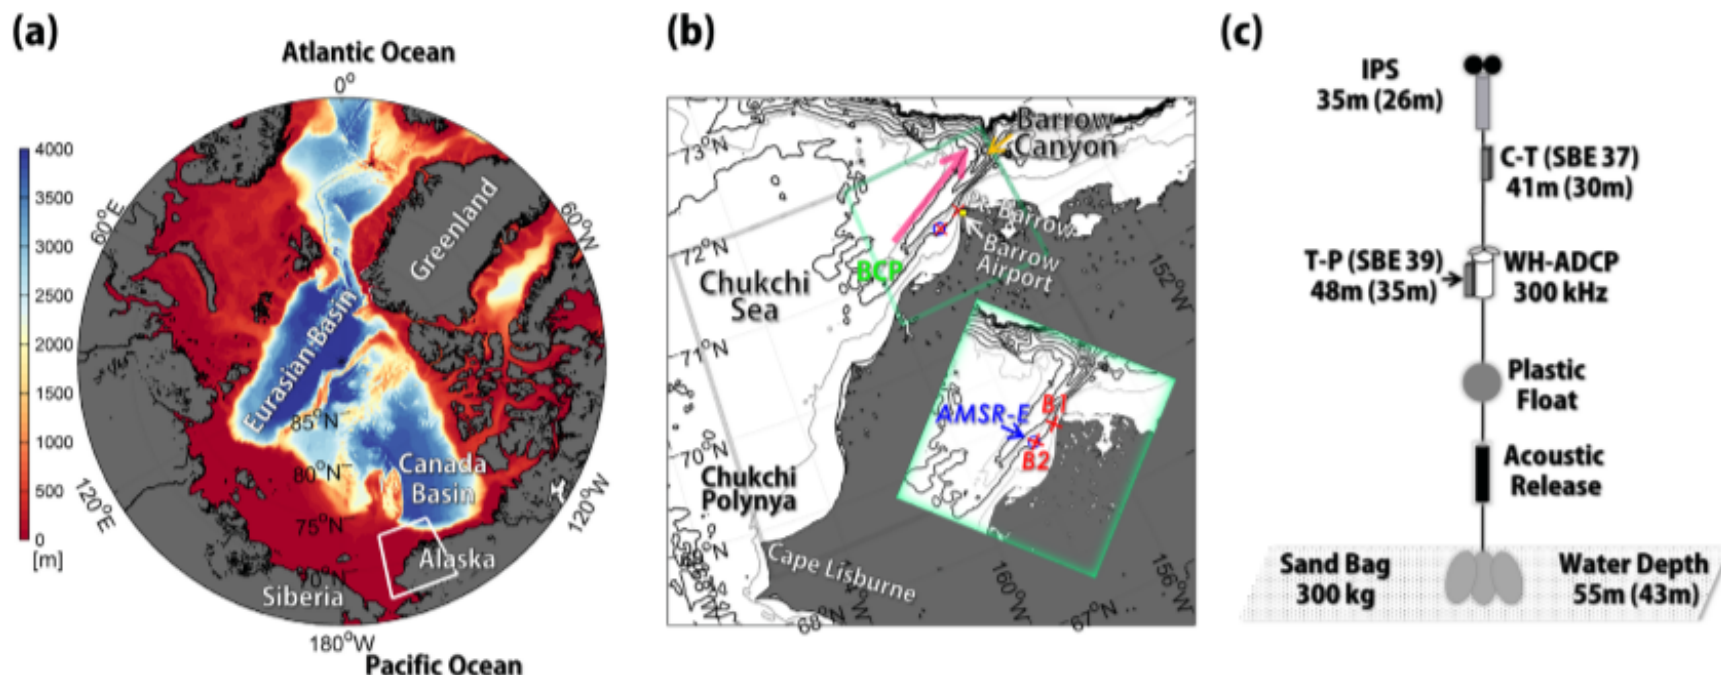 (a)
Atlantic Ocean
0°
4000
3500
3000
2500
2000
1500
1000
500
0
[m]
60°E
60°W
120°E
120°W
180°W
Greenland
Eurasian Basin
85°N
80°N
75°N
70°N
Canada
Basin
Alaska
Siberia
Pacific Ocean
(b)
Barrow
Canyon
73°N
72°N
71°N
70°N
68°N
67°N
152°W
156°W
160°W
Barrow
Barrow
Airport
BCP
Chukchi
Sea
AMSR-E
B1
B2
Chukchi
Polynya
Cape Lisburne
(c)
IPS
35m (26m)
C-T (SBE 37)
41m (30m)
T-P (SBE 39)
48m (35m)
WH-ADCP
300 kHz
Plastic
Float
Acoustic
Release
Sand Bag
300 kg
Water Depth
55m (43m)